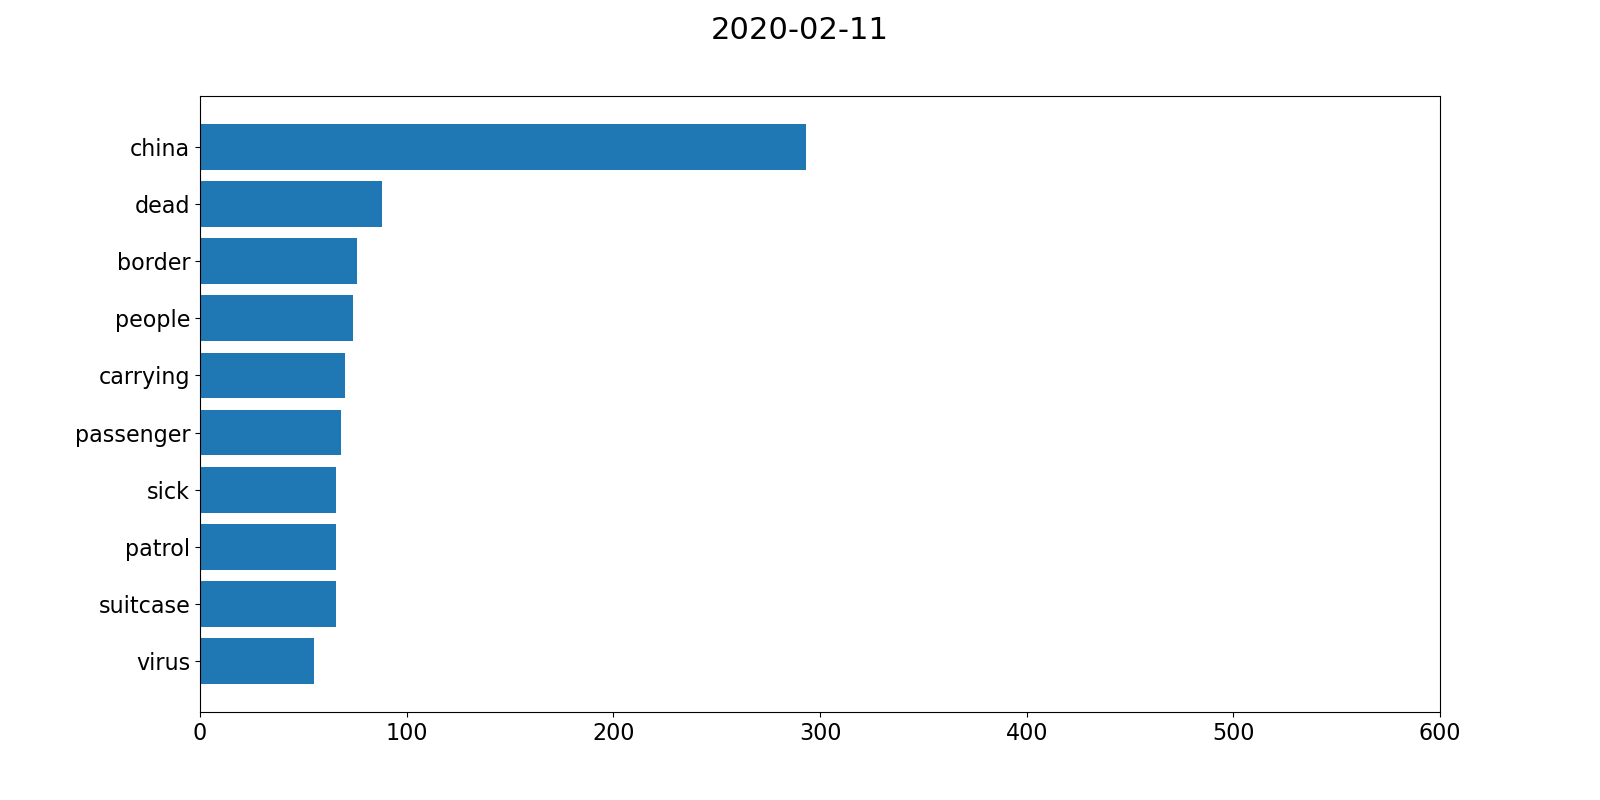 2020-02-11
china
dead
border
people
carrying
passenger
sick
patrol
suitcase
virus
0 100 200 300 400 500 600